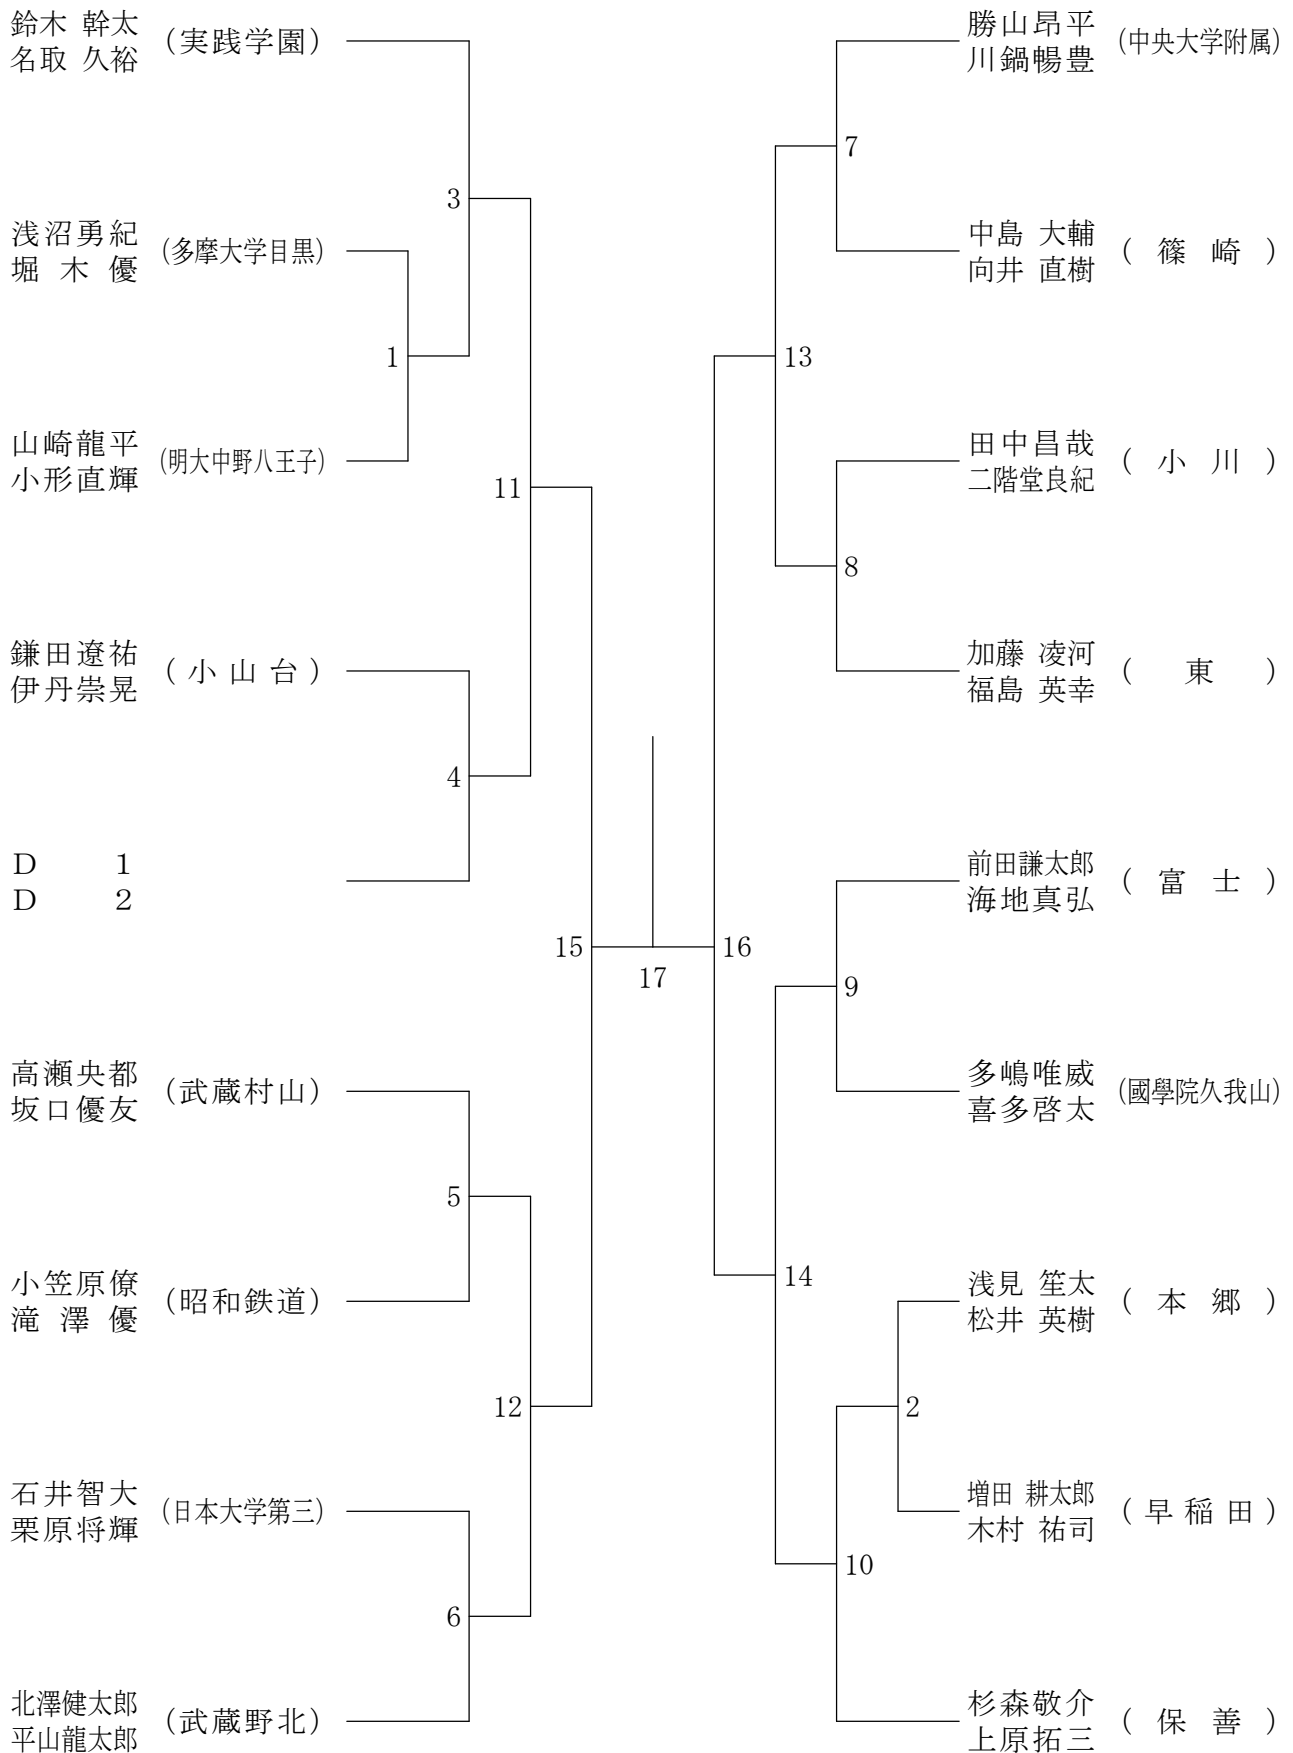 鈴木 幹太
名取 久裕
(実践学園)
3
浅沼勇紀
堀木優
(多摩大学目黒)
1
山崎龍平
小形直輝
(明大中野八王子)
11
鎌田遼祐
伊丹崇晃
(小山台)
4
D 1
D 2
15
高瀬央都
坂口優友
(武蔵村山)
5
小笠原僚
滝澤優
(昭和鉄道)
12
石井智大
栗原将輝
(日本大学第三)
6
北澤健太郎
平山龍太郎
(武蔵野北)
17
勝山昂平
川鍋暢豊
(中央大学附属)
7
中島 大輔
向井 直樹
(篠崎)
13
田中昌哉
二階堂良紀
(小川)
8
加藤 凌河
福島 英幸
(東)
16
前田謙太郎
海地真弘
(富士)
9
多嶋唯威
喜多啓太
(國學院久我山)
14
浅見 笙太
松井 英樹
(本郷)
2
増田 耕太郎
木村 祐司
(早稲田)
10
杉森敬介
上原拓三
(保善)